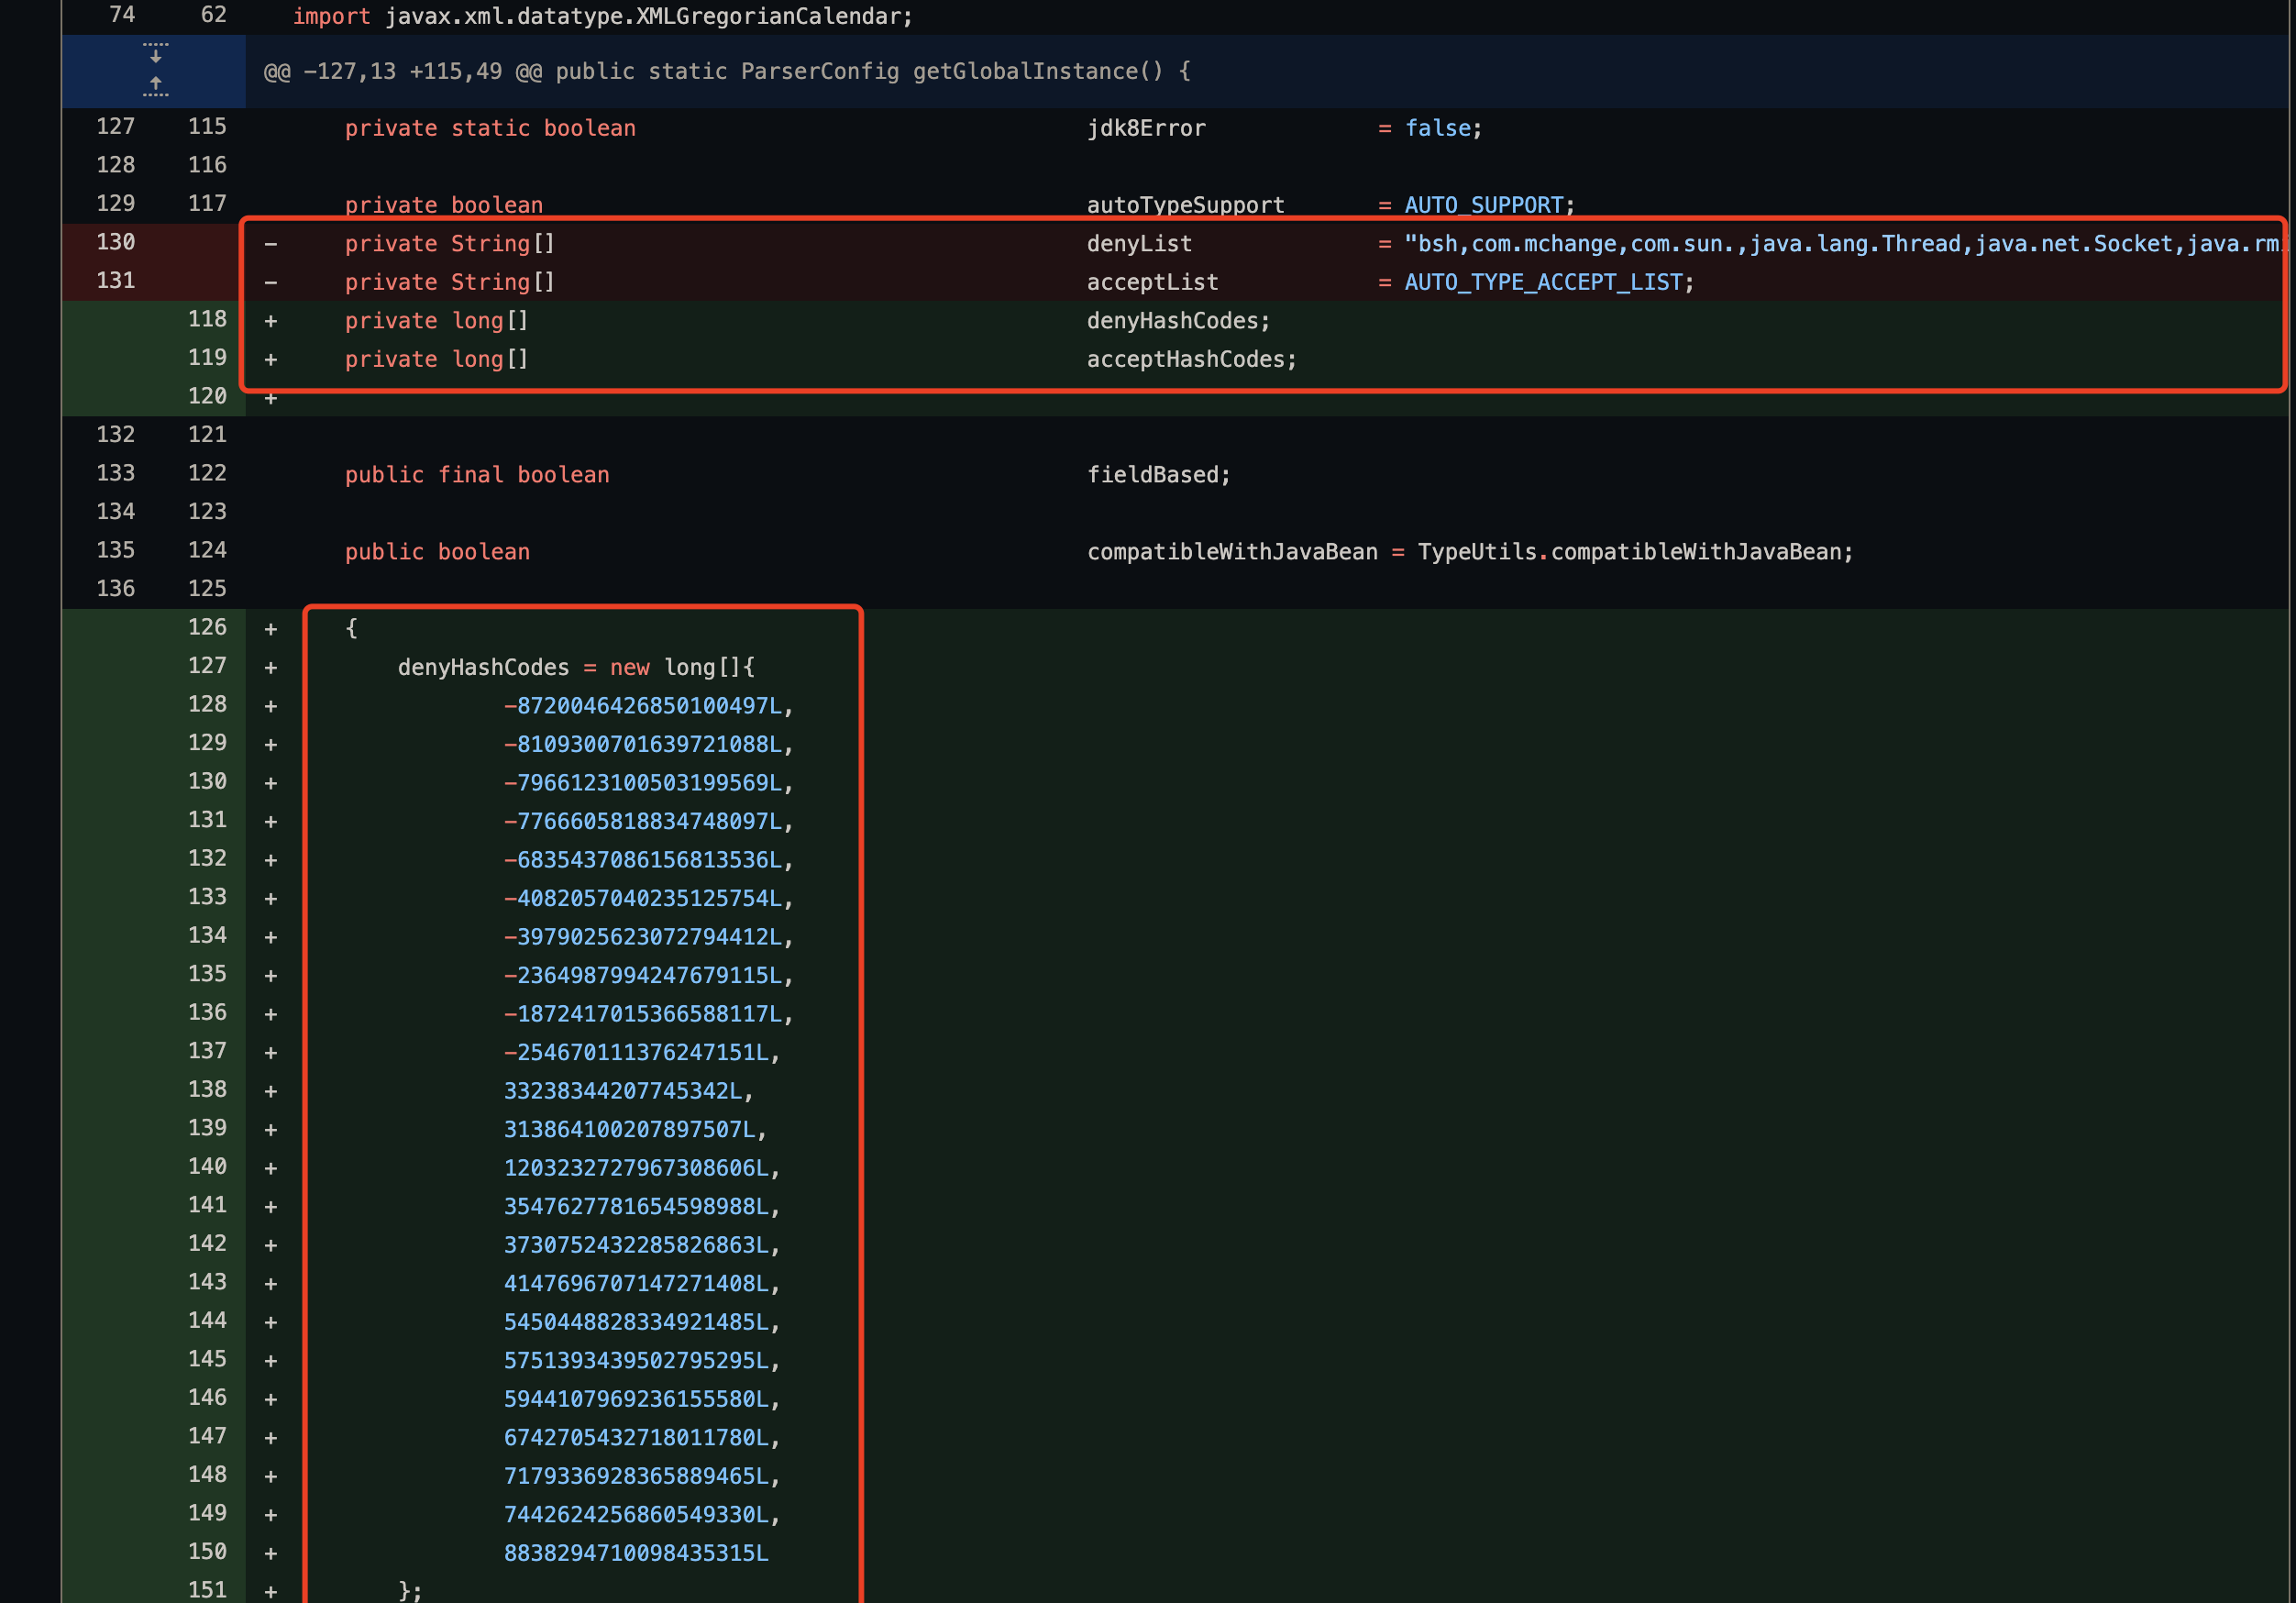 74 62 import javax.xml.datatype.XMLGregorianCalendar;
@@ -127,13 +115,49 @@ public static ParserConfig getGlobalInstance() {
127 115 private static boolean jdk8Error = false;
128 116
129 117 private boolean autoTypeSupport = AUTO_SUPPORT;
130 - private String[] denyList = "bsh,com.mchange,com.sun.,java.lang.Thread,java.net.Socket,java.rmi
131 - private String[] acceptList = AUTO_TYPE_ACCEPT_LIST;
118 + private long[] denyHashCodes;
119 + private long[] acceptHashCodes;
120 +
132 121
133 122 public final boolean fieldBased;
134 123
135 124 public boolean compatibleWithJavaBean = TypeUtils.compatibleWithJavaBean;
136 125
126 + {
127 + denyHashCodes = new long[]{
128 + -8720046426850100497L,
129 + -8109300701639721088L,
130 + -7966123100503199569L,
131 + -7766605818834748097L,
132 + -6835437086156813536L,
133 + -4082057040235125754L,
134 + -3979025623072794412L,
135 + -2364987994247679115L,
136 + -1872417015366588117L,
137 + -254670111376247151L,
138 + 33238344207745342L,
139 + 313864100207897507L,
140 + 1203232727967308606L,
141 + 3547627781654598988L,
142 + 3730752432285826863L,
143 + 4147696707147271408L,
144 + 5450448828334921485L,
145 + 5751393439502795295L,
146 + 5944107969236155580L,
147 + 6742705432718011780L,
148 + 7179336928365889465L,
149 + 7442624256860549330L,
150 + 8838294710098435315L
151 + };